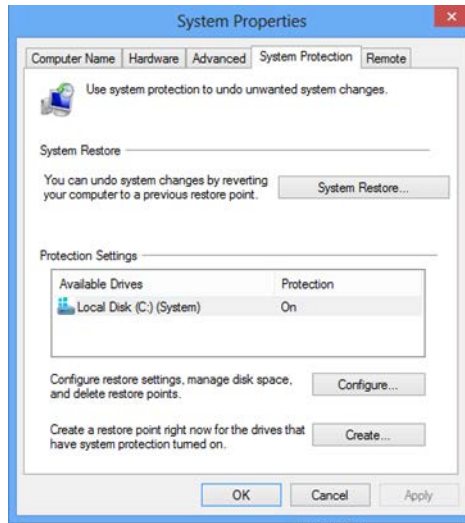 System Properties
Computer Name Hardware Advanced System Protection Remote
Use system protection to undo unwanted system changes.
System Restore
You can undo system changes by reverting
your computer to a previous restore point.
System Restore...
Protection Settings
Available Drives Protection
Local Disk (C:) (System) On
Configure restore settings, manage disk space,
and delete restore points.
Configure...
Create a restore point right now for the drives that
have system protection turned on.
Create...
OK Cancel Apply